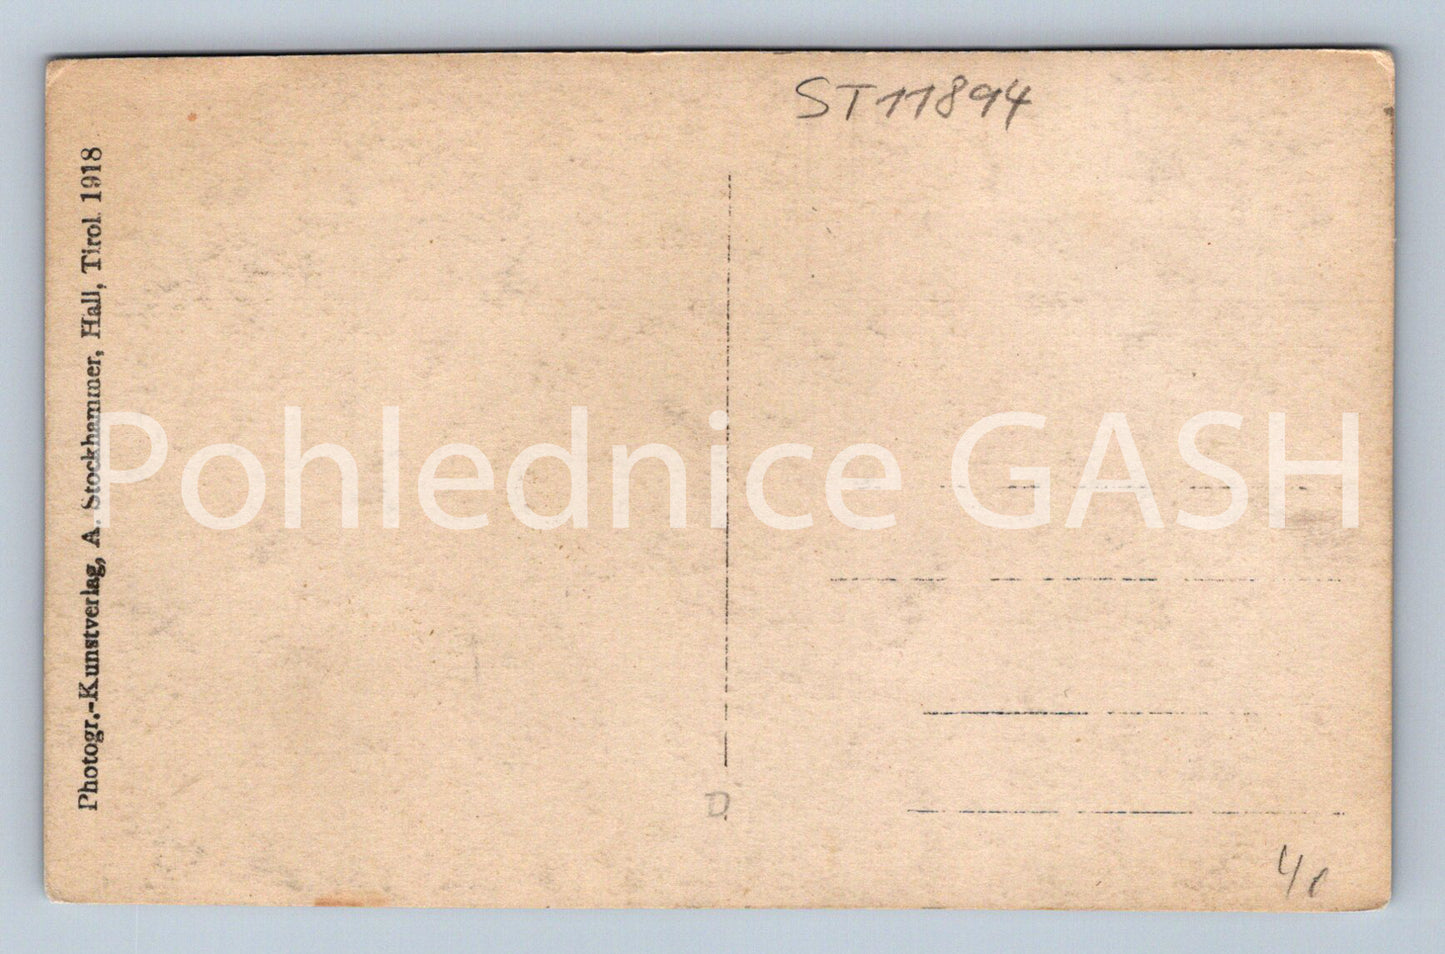 ST11894
Photogr.-Kunstverlag, A. Stockhammer, Hall, Tirol 1918
Pohlednice GASH
D